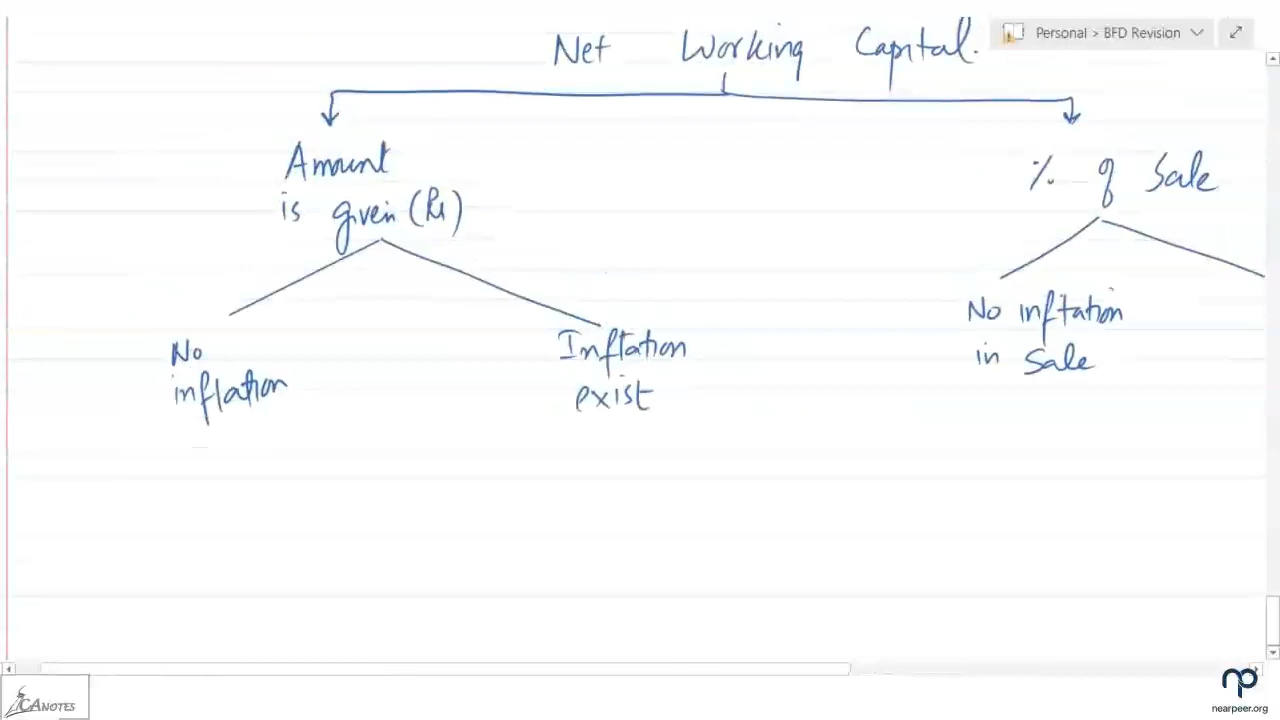 Net Working Capital.
Personal > BFD Revision
Amount
is given (Rs)
% of Sale
No
inflation
Inflation
exist
No inflation
in Sale
CANOTES
np
nearpeer.org